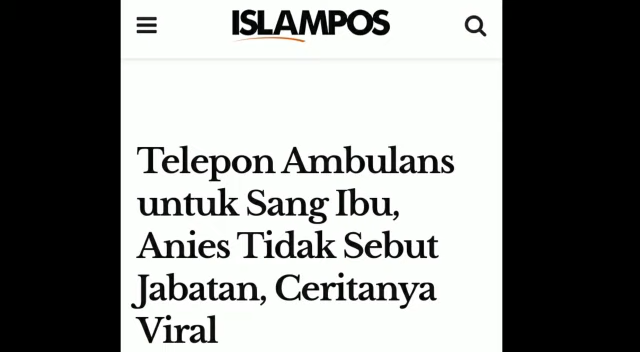 ISLAMPOS
Telepon Ambulans
untuk Sang Ibu,
Anies Tidak Sebut
Jabatan, Ceritanya
Viral